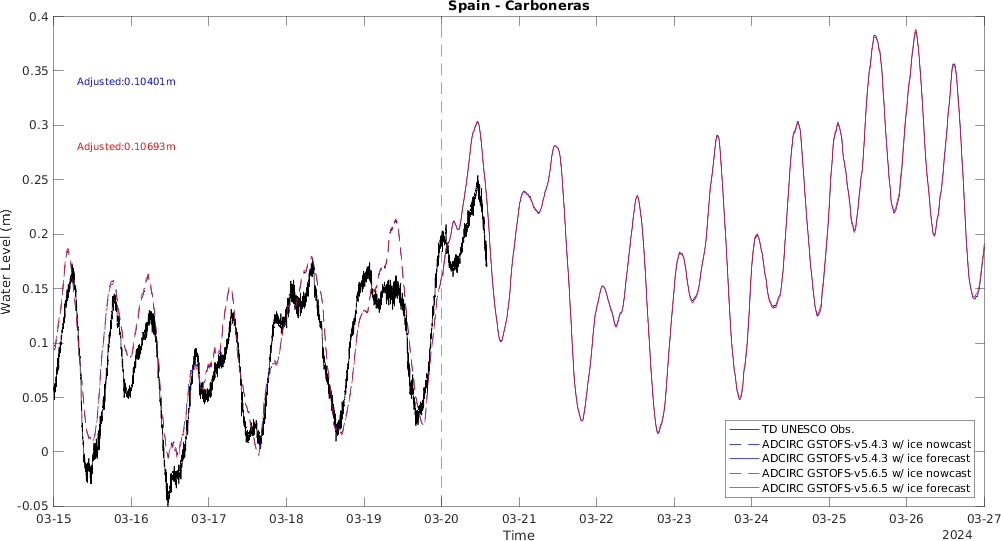 Spain - Carboneras
0.4
0.35
0.3
0.25
0.2
0.15
0.1
0.05
0
-0.05
Water Level (m)
Adjusted:0.10401m
Adjusted:0.10693m
TD UNESCO Obs.
ADCIRC GSTOFS-v5.4.3 w/ ice nowcast
ADCIRC GSTOFS-v5.4.3 w/ ice forecast
ADCIRC GSTOFS-v5.6.5 w/ ice nowcast
ADCIRC GSTOFS-v5.6.5 w/ ice forecast
03-15 03-16 03-17 03-18 03-19 03-20 03-21 03-22 03-23 03-24 03-25 03-26 03-27
Time
2024